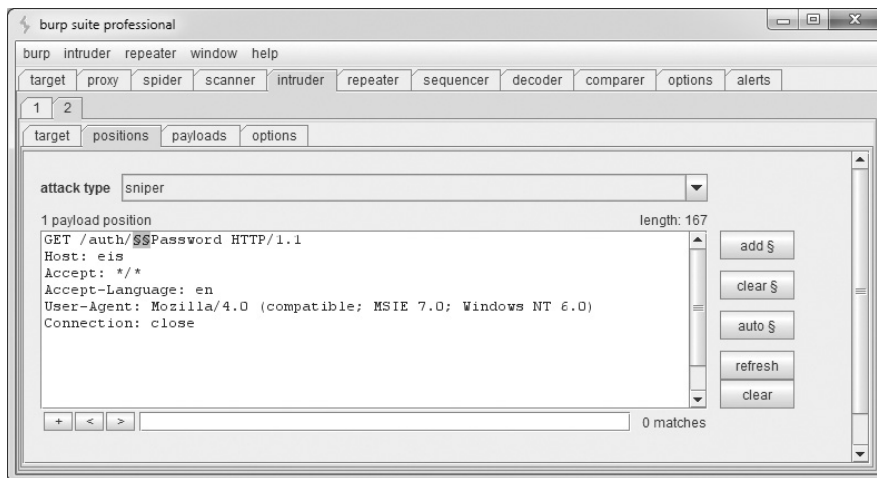 burp suite professional
burp intruder repeater window help
target proxy spider scanner intruder repeater sequencer decoder comparer options alerts
1 2
target positions payloads options
attack type sniper
1 payload position length: 167
GET /auth/§§Password HTTP/1.1
Host: eis
Accept: */*
Accept-Language: en
User-Agent: Mozilla/4.0 (compatible; MSIE 7.0; Windows NT 6.0)
Connection: close
add §
clear §
auto §
refresh
clear
+ < > 0 matches